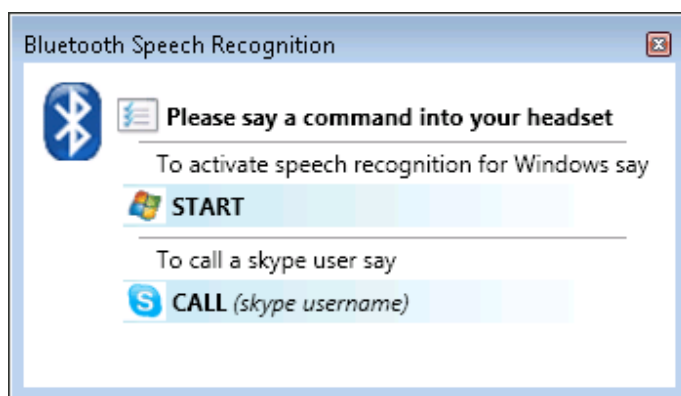 Bluetooth Speech Recognition
Please say a command into your headset
To activate speech recognition for Windows say
START
To call a skype user say
CALL (skype username)